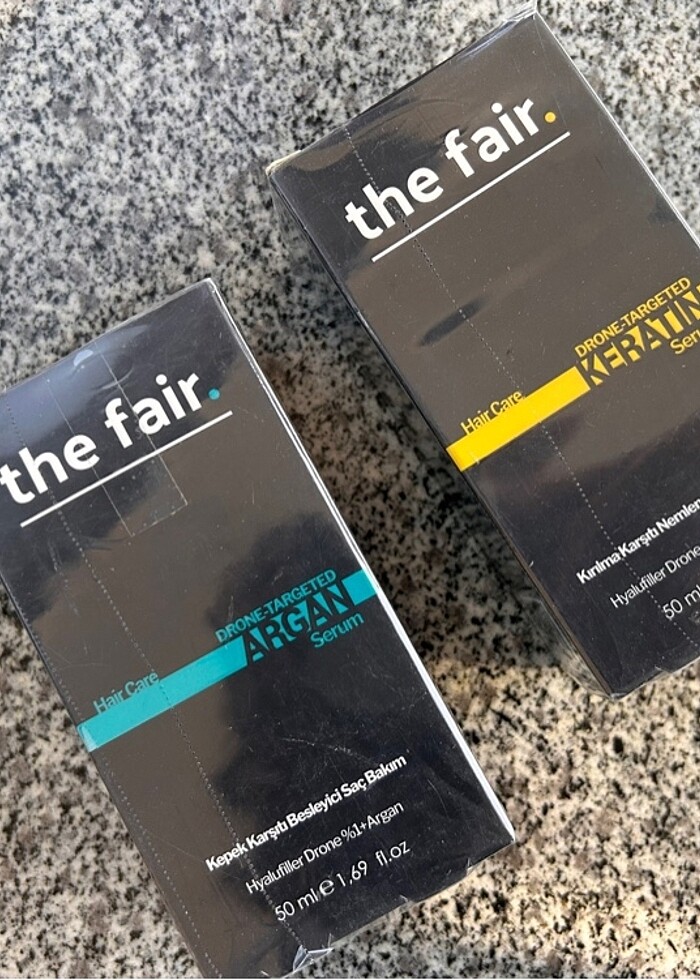 the fair.
DRONE-TARGETED
KERATIN
Hair Care
Kırılma Karşıtı
Hyalufiller Drone
50 ml
the fair.
DRONE-TARGETED
ARGAN
Serum
Hair Care
Kepek Karşıtı Besleyici Saç Bakım
Hyalufiller Drone %1+Argan
50 ml e 1,69 fl.oz